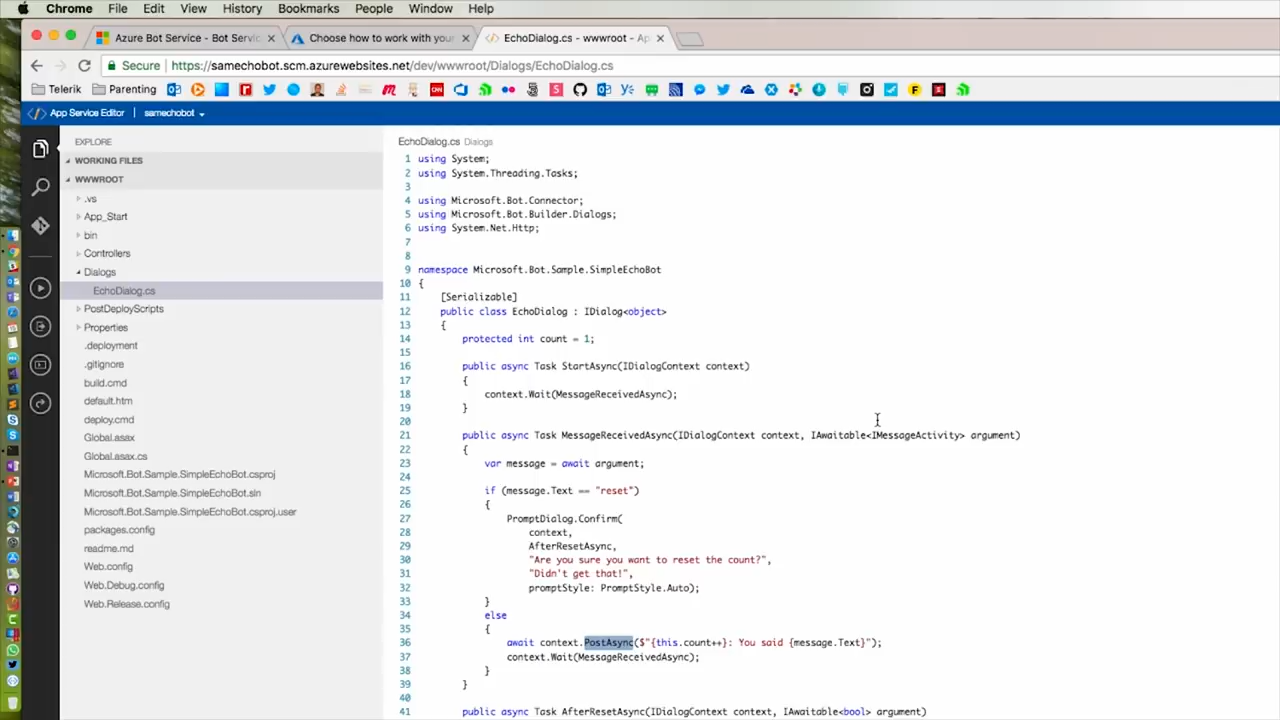 Chrome File Edit View History Bookmarks People Window Help
Azure Bot Service - Bot Servic
Choose how to work with your
EchoDialog.cs - wwwroot - Ap
Secure https://samechobot.scm.azurewebsites.net/dev/wwwroot/Dialogs/EchoDialog.cs
Telerik Parenting
App Service Editor samechobot
EXPLORE
WORKING FILES
WWWROOT
.vs
App_Start
bin
Controllers
Dialogs
EchoDialog.cs
PostDeployScripts
Properties
.deployment
.gitignore
build.cmd
default.htm
deploy.cmd
Global.asax
Global.asax.cs
Microsoft.Bot.Sample.SimpleEchoBot.csproj
Microsoft.Bot.Sample.SimpleEchoBot.sln
Microsoft.Bot.Sample.SimpleEchoBot.csproj.user
packages.config
readme.md
Web.config
Web.Debug.config
Web.Release.config
EchoDialog.cs Dialogs
1 using System;
2 using System.Threading.Tasks;
3
4 using Microsoft.Bot.Connector;
5 using Microsoft.Bot.Builder.Dialogs;
6 using System.Net.Http;
7
8
9 namespace Microsoft.Bot.Sample.SimpleEchoBot
10 {
11 [Serializable]
12 public class EchoDialog : IDialog<object>
13 {
14 protected int count = 1;
15
16 public async Task StartAsync(IDialogContext context)
17 {
18 context.Wait(MessageReceivedAsync);
19 }
20
21 public async Task MessageReceivedAsync(IDialogContext context, IAwaitable<IMessageActivity> argument)
22 {
23 var message = await argument;
24
25 if (message.Text == "reset")
26 {
27 PromptDialog.Confirm(
28 context,
29 AfterResetAsync,
30 "Are you sure you want to reset the count?",
31 "Didn't get that!",
32 promptStyle: PromptStyle.Auto);
33 }
34 else
35 {
36 await context.PostAsync($"{this.count++}: You said {message.Text}");
37 context.Wait(MessageReceivedAsync);
38 }
39 }
40
41 public async Task AfterResetAsync(IDialogContext context, IAwaitable<bool> argument)